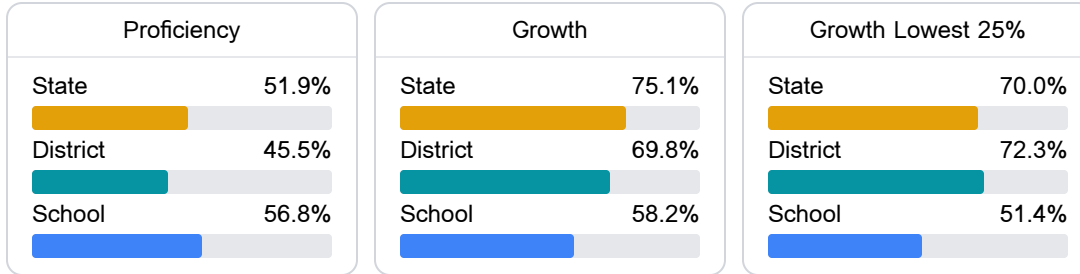 Proficiency
State 51.9%
District 45.5%
School 56.8%
Growth
State 75.1%
District 69.8%
School 58.2%
Growth Lowest 25%
State 70.0%
District 72.3%
School 51.4%